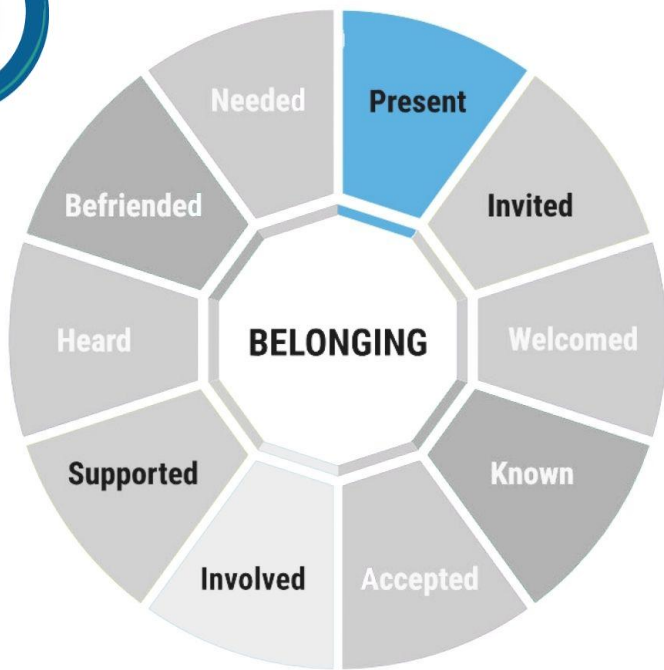 Needed
Present
Befriended
Invited
Heard
BELONGING
Welcomed
Supported
Known
Involved
Accepted